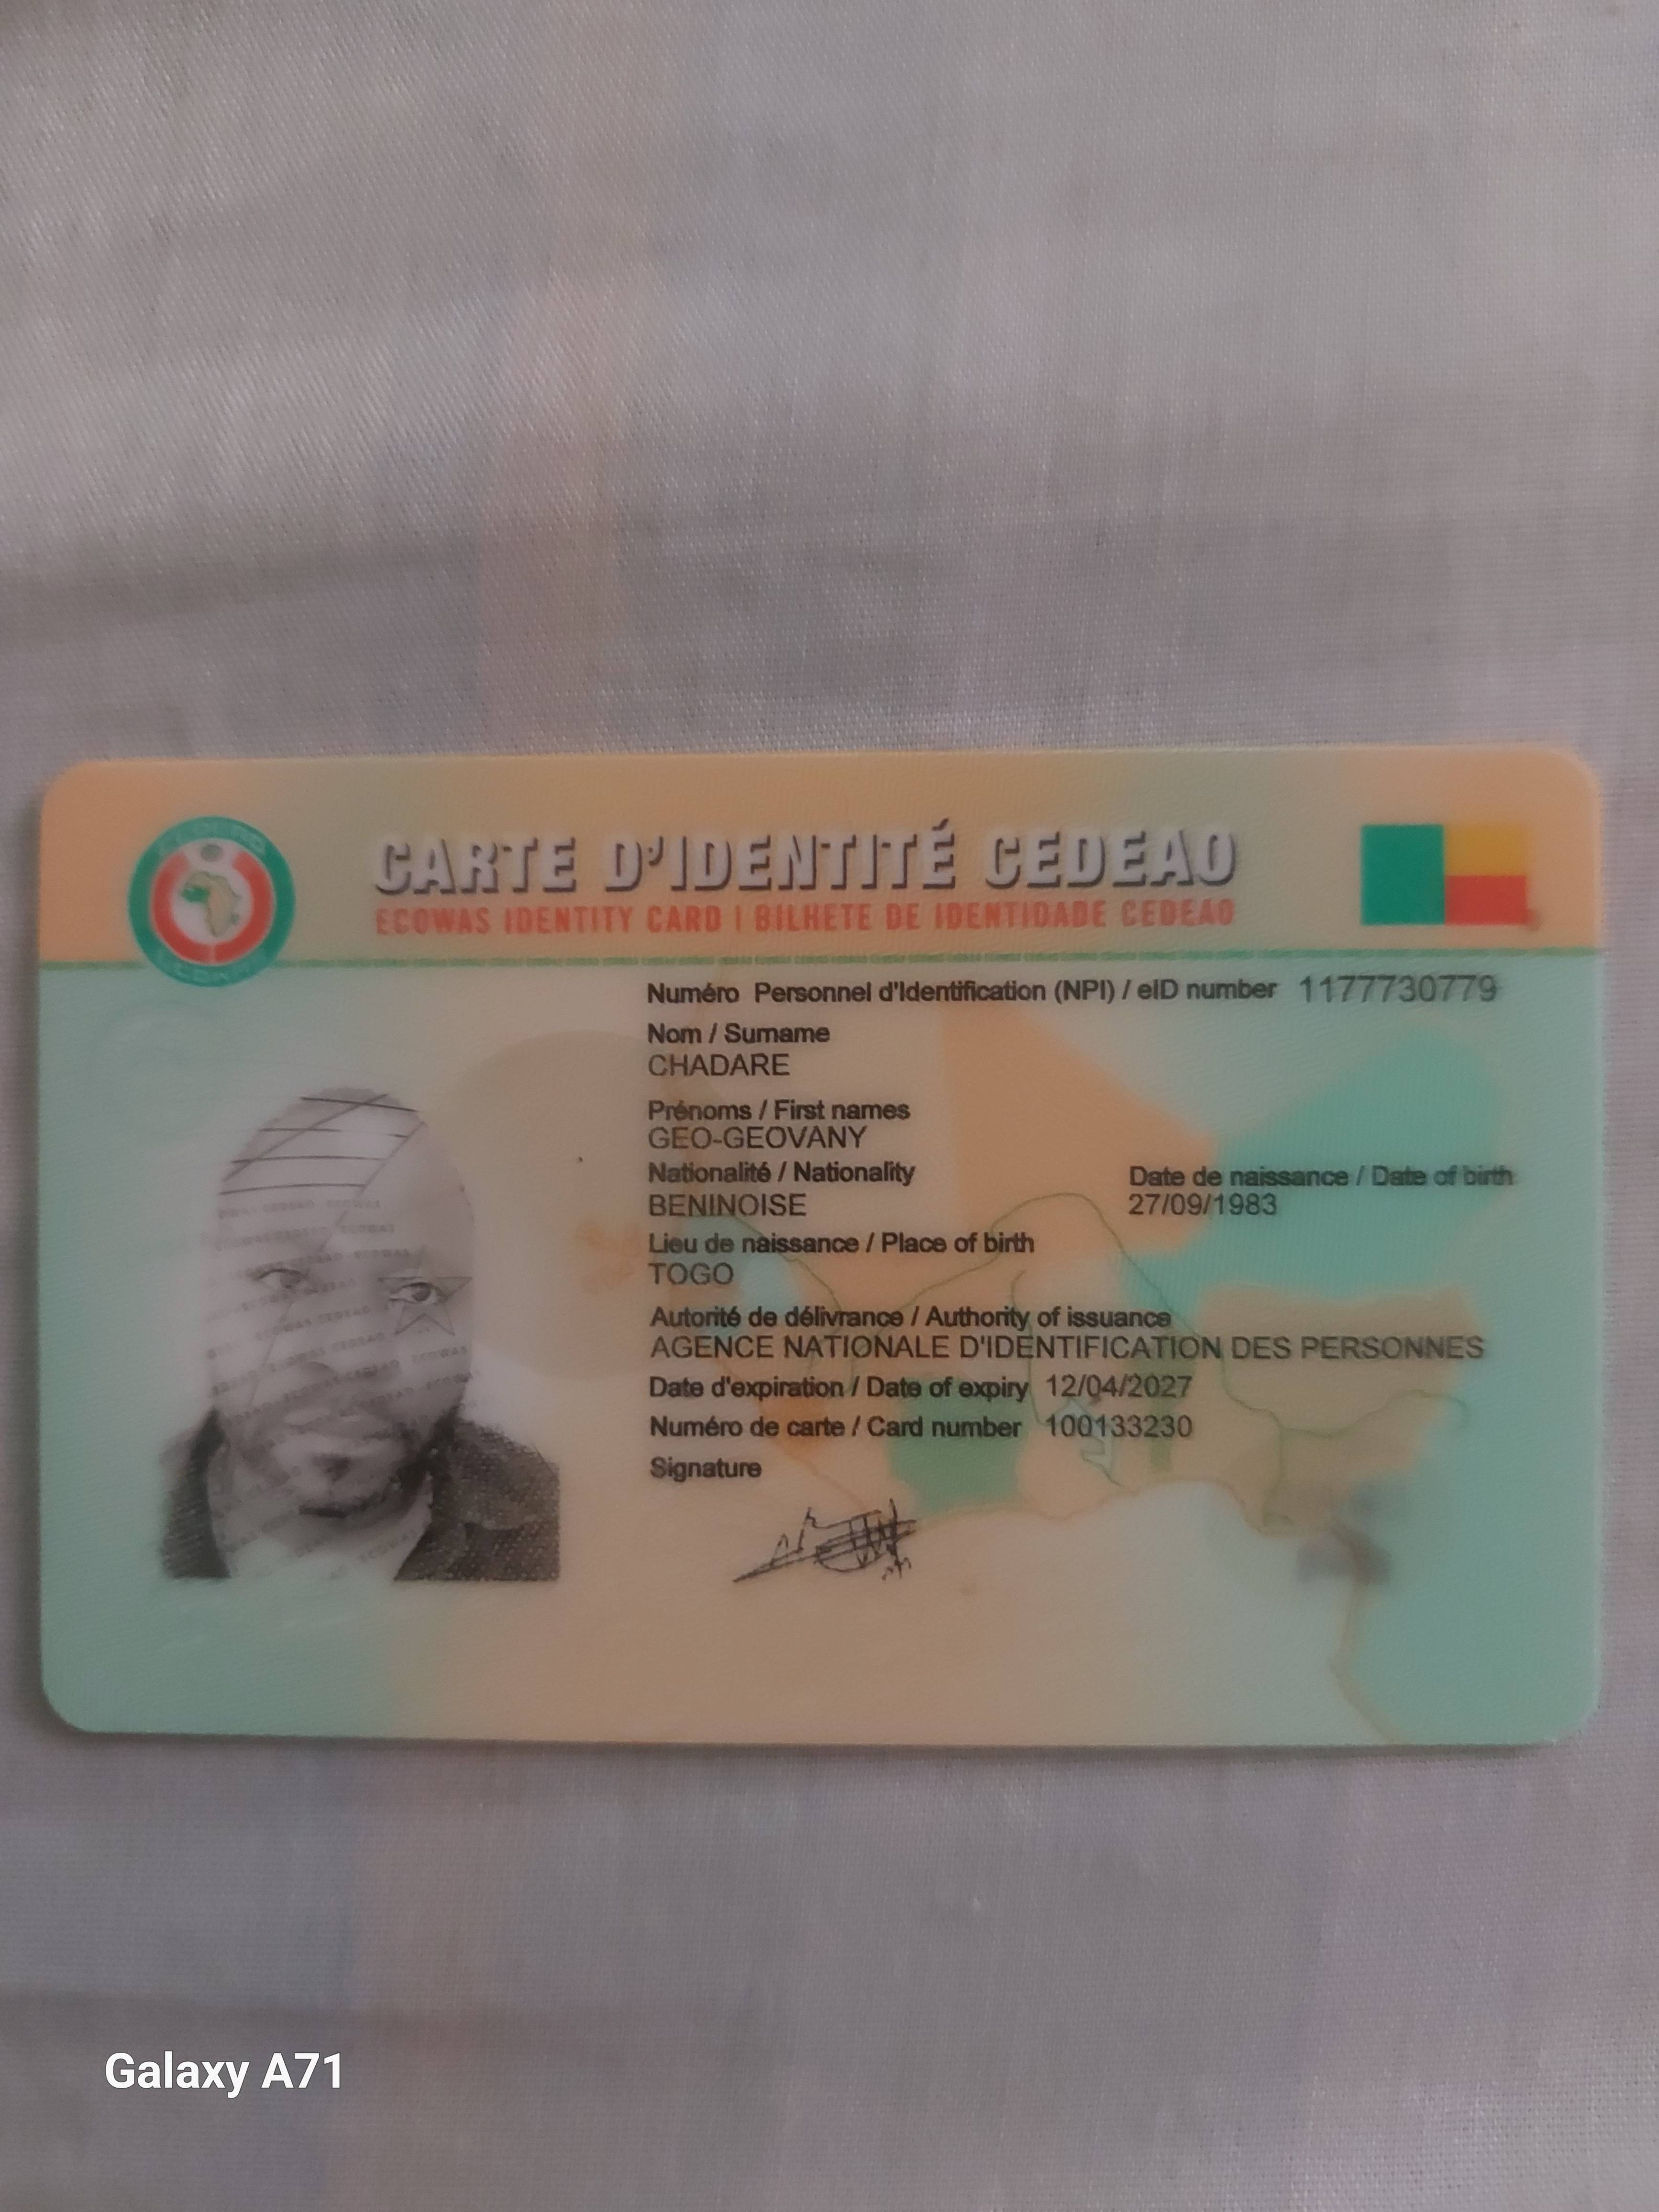 CARTE D'IDENTITÉ CEDEAO
ECOWAS IDENTITY CARD | BILHETE DE IDENTIDADE CEDEAO
Numéro Personnel d'Identification (NPI) / eID number 1177730779
Nom / Surname
CHADARE
Prénoms / First names
GEO-GEOVANY
Nationalité / Nationality
BENINOISE
Date de naissance / Date of birth
27/09/1983
Lieu de naissance / Place of birth
TOGO
Autorité de délivrance / Authority of issuance
AGENCE NATIONALE D'IDENTIFICATION DES PERSONNES
Date d'expiration / Date of expiry 12/04/2027
Numéro de carte / Card number 100133230
Signature
Galaxy A71